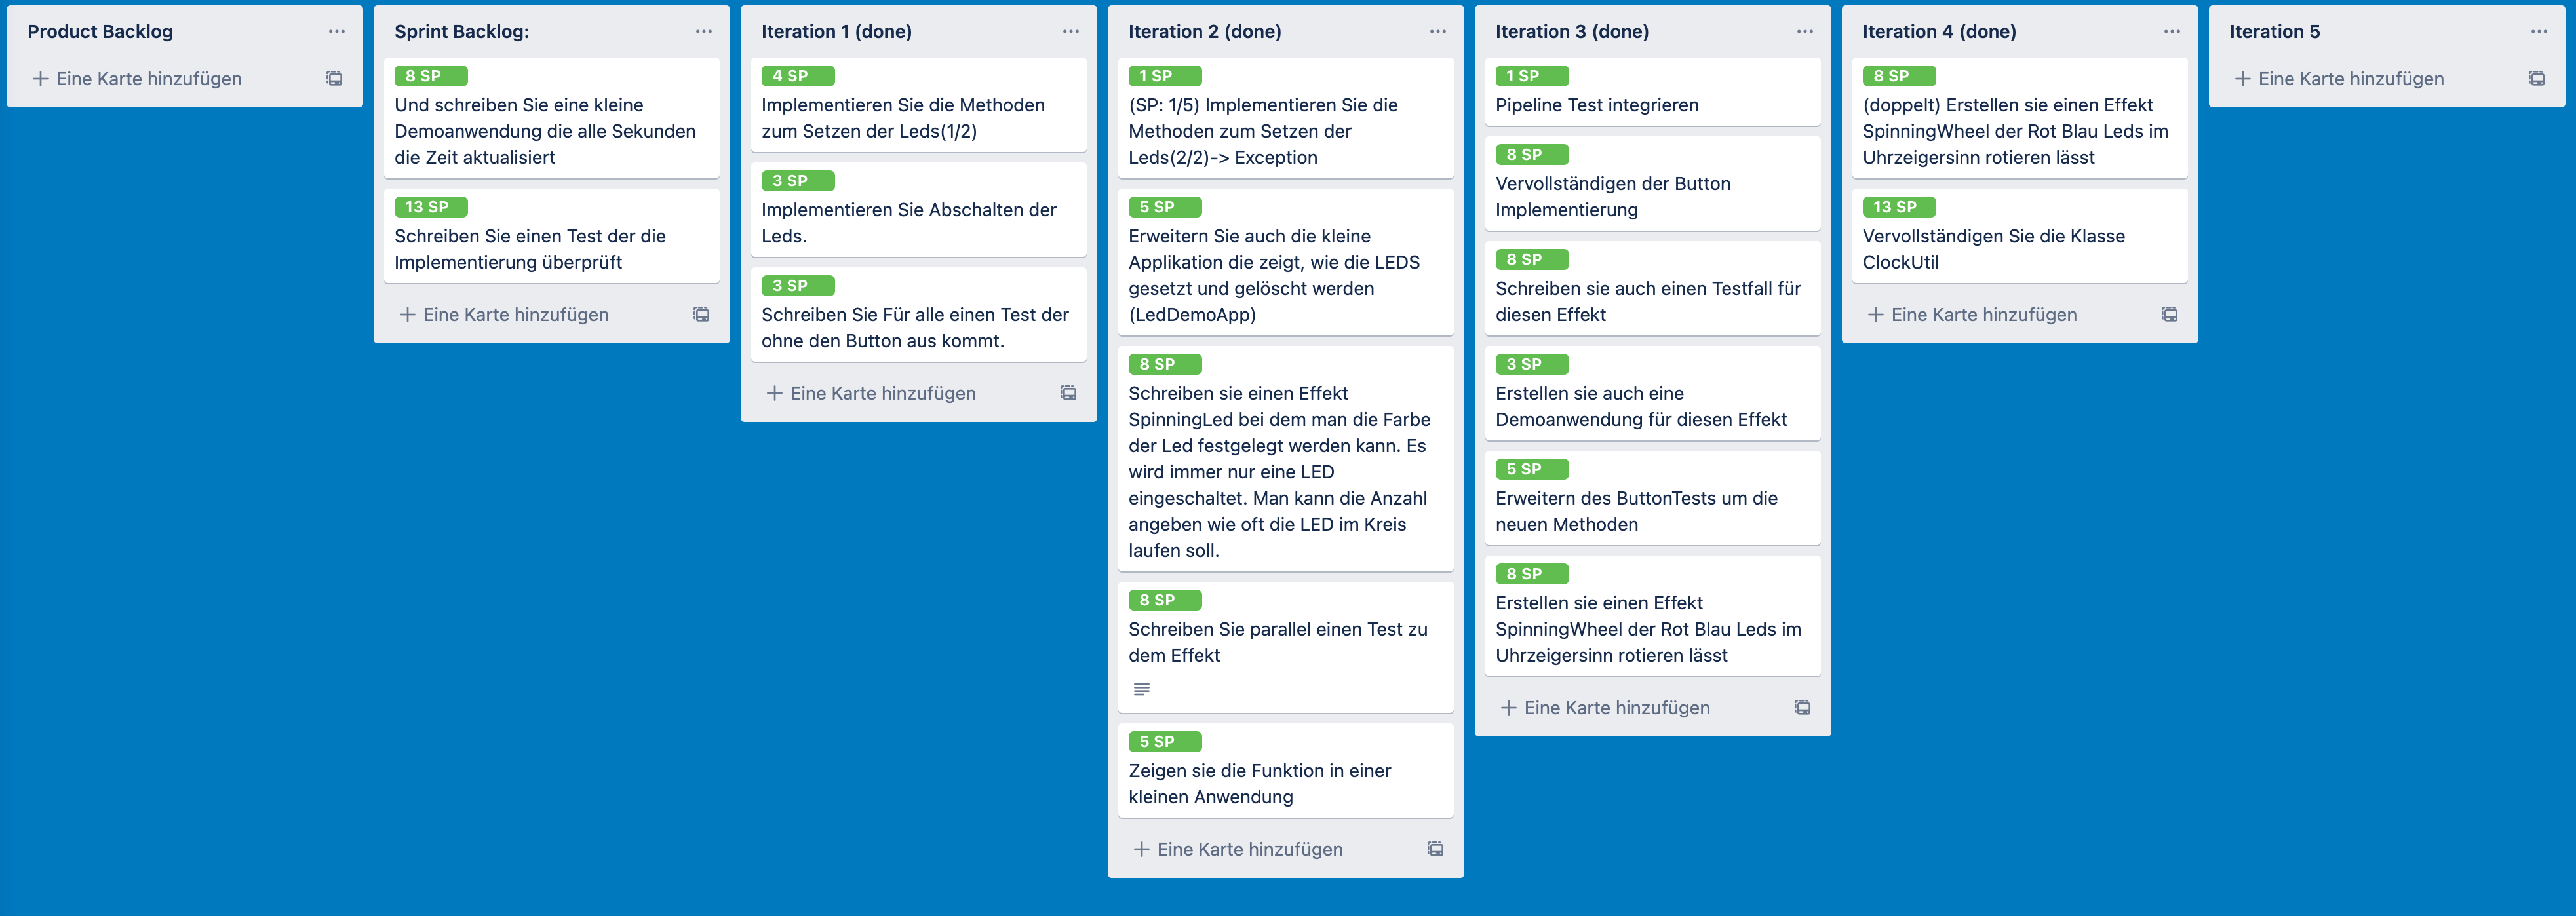 Product Backlog
Eine Karte hinzufügen
Sprint Backlog:
8 SP
Und schreiben Sie eine kleine
Demoanwendung die alle Sekunden
die Zeit aktualisiert
13 SP
Schreiben Sie einen Test der die
Implementierung überprüft
Eine Karte hinzufügen
Iteration 1 (done)
4 SP
Implementieren Sie die Methoden
zum Setzen der Leds(1/2)
3 SP
Implementieren Sie Abschalten der
Leds.
3 SP
Schreiben Sie Für alle einen Test der
ohne den Button aus kommt.
Eine Karte hinzufügen
Iteration 2 (done)
1 SP
(SP: 1/5) Implementieren Sie die
Methoden zum Setzen der
Leds(2/2)-> Exception
5 SP
Erweitern Sie auch die kleine
Applikation die zeigt, wie die LEDS
gesetzt und gelöscht werden
(LedDemoApp)
8 SP
Schreiben sie einen Effekt
SpinningLed bei dem man die Farbe
der Led festgelegt werden kann. Es
wird immer nur eine LED
eingeschaltet. Man kann die Anzahl
angeben wie oft die LED im Kreis
laufen soll.
8 SP
Schreiben Sie parallel einen Test zu
dem Effekt
5 SP
Zeigen sie die Funktion in einer
kleinen Anwendung
Eine Karte hinzufügen
Iteration 3 (done)
1 SP
Pipeline Test integrieren
8 SP
Vervollständigen der Button
Implementierung
8 SP
Schreiben sie auch einen Testfall für
diesen Effekt
3 SP
Erstellen sie auch eine
Demoanwendung für diesen Effekt
5 SP
Erweitern des ButtonTests um die
neuen Methoden
8 SP
Erstellen sie einen Effekt
SpinningWheel der Rot Blau Leds im
Uhrzeigersinn rotieren lässt
Eine Karte hinzufügen
Iteration 4 (done)
8 SP
(doppelt) Erstellen sie einen Effekt
SpinningWheel der Rot Blau Leds im
Uhrzeigersinn rotieren lässt
13 SP
Vervollständigen Sie die Klasse
ClockUtil
Eine Karte hinzufügen
Iteration 5
Eine Karte hinzufügen